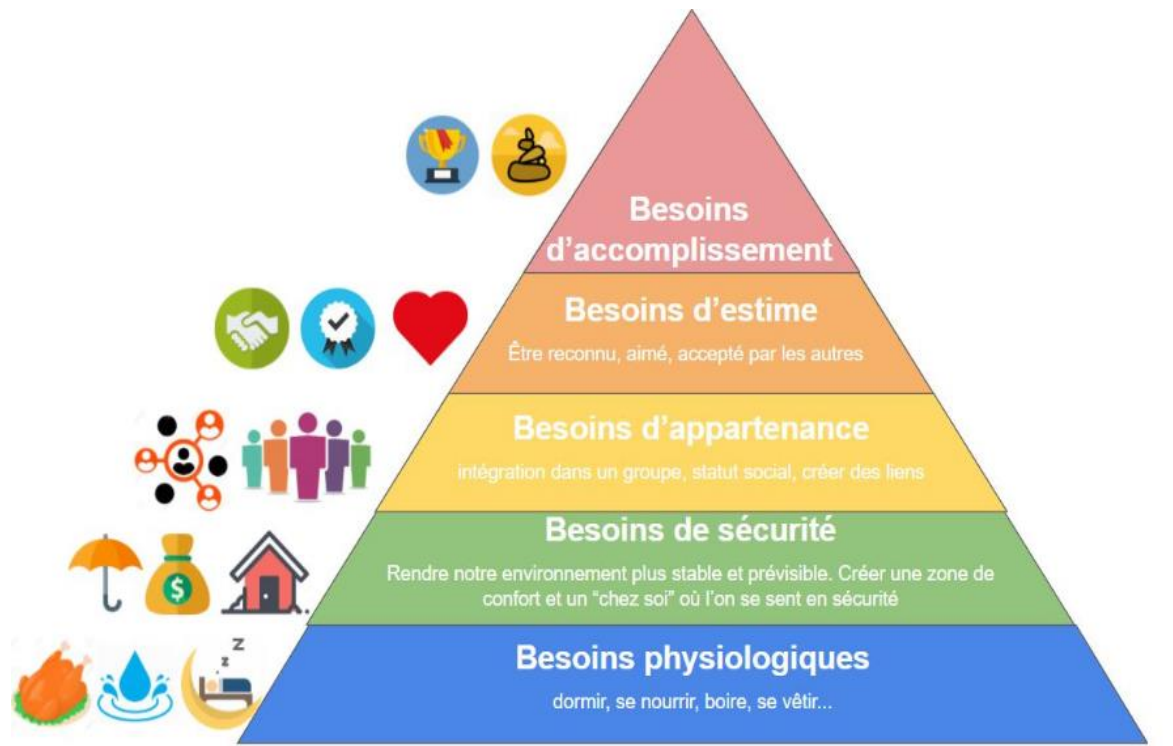 Besoins
d’accomplissement
Besoins d’estime
Être reconnu, aimé, accepté par les autres
Besoins d’appartenance
intégration dans un groupe, statut social, créer des liens
Besoins de sécurité
Rendre notre environnement plus stable et prévisible. Créer une zone de
confort et un “chez soi” où l’on se sent en sécurité
Z
z
z
$
Besoins physiologiques
dormir, se nourrir, boire, se vêtir...